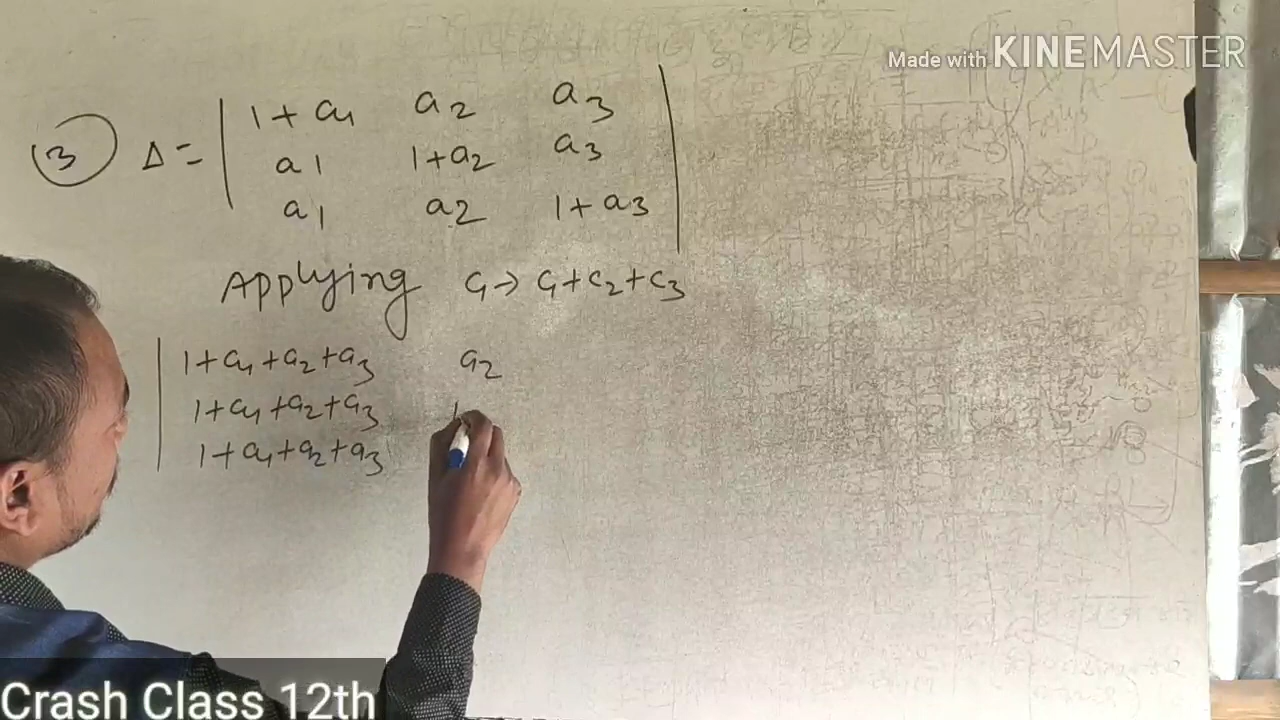 Made with KINEMASTER
③ Δ = | 1+a1 a2 a3 |
| a1 1+a2 a3 |
| a1 a2 1+a3 |
Applying C1→C1+C2+C3
| 1+a1+a2+a3 a2
| 1+a1+a2+a3 1
| 1+a1+a2+a3
Crash Class 12th